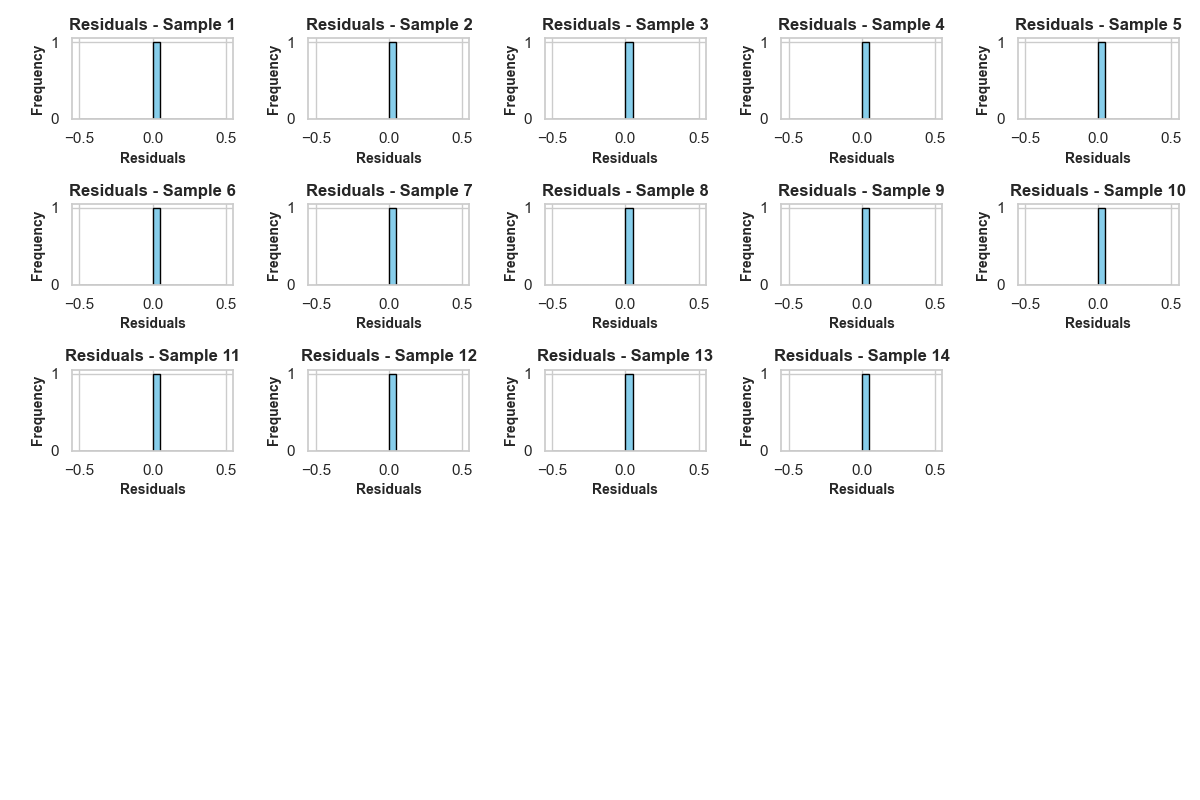 Residuals - Sample 1
Frequency
1
0
−0.5 0.0 0.5
Residuals
Residuals - Sample 2
Frequency
1
0
−0.5 0.0 0.5
Residuals
Residuals - Sample 3
Frequency
1
0
−0.5 0.0 0.5
Residuals
Residuals - Sample 4
Frequency
1
0
−0.5 0.0 0.5
Residuals
Residuals - Sample 5
Frequency
1
0
−0.5 0.0 0.5
Residuals
Residuals - Sample 6
Frequency
1
0
−0.5 0.0 0.5
Residuals
Residuals - Sample 7
Frequency
1
0
−0.5 0.0 0.5
Residuals
Residuals - Sample 8
Frequency
1
0
−0.5 0.0 0.5
Residuals
Residuals - Sample 9
Frequency
1
0
−0.5 0.0 0.5
Residuals
Residuals - Sample 10
Frequency
1
0
−0.5 0.0 0.5
Residuals
Residuals - Sample 11
Frequency
1
0
−0.5 0.0 0.5
Residuals
Residuals - Sample 12
Frequency
1
0
−0.5 0.0 0.5
Residuals
Residuals - Sample 13
Frequency
1
0
−0.5 0.0 0.5
Residuals
Residuals - Sample 14
Frequency
1
0
−0.5 0.0 0.5
Residuals